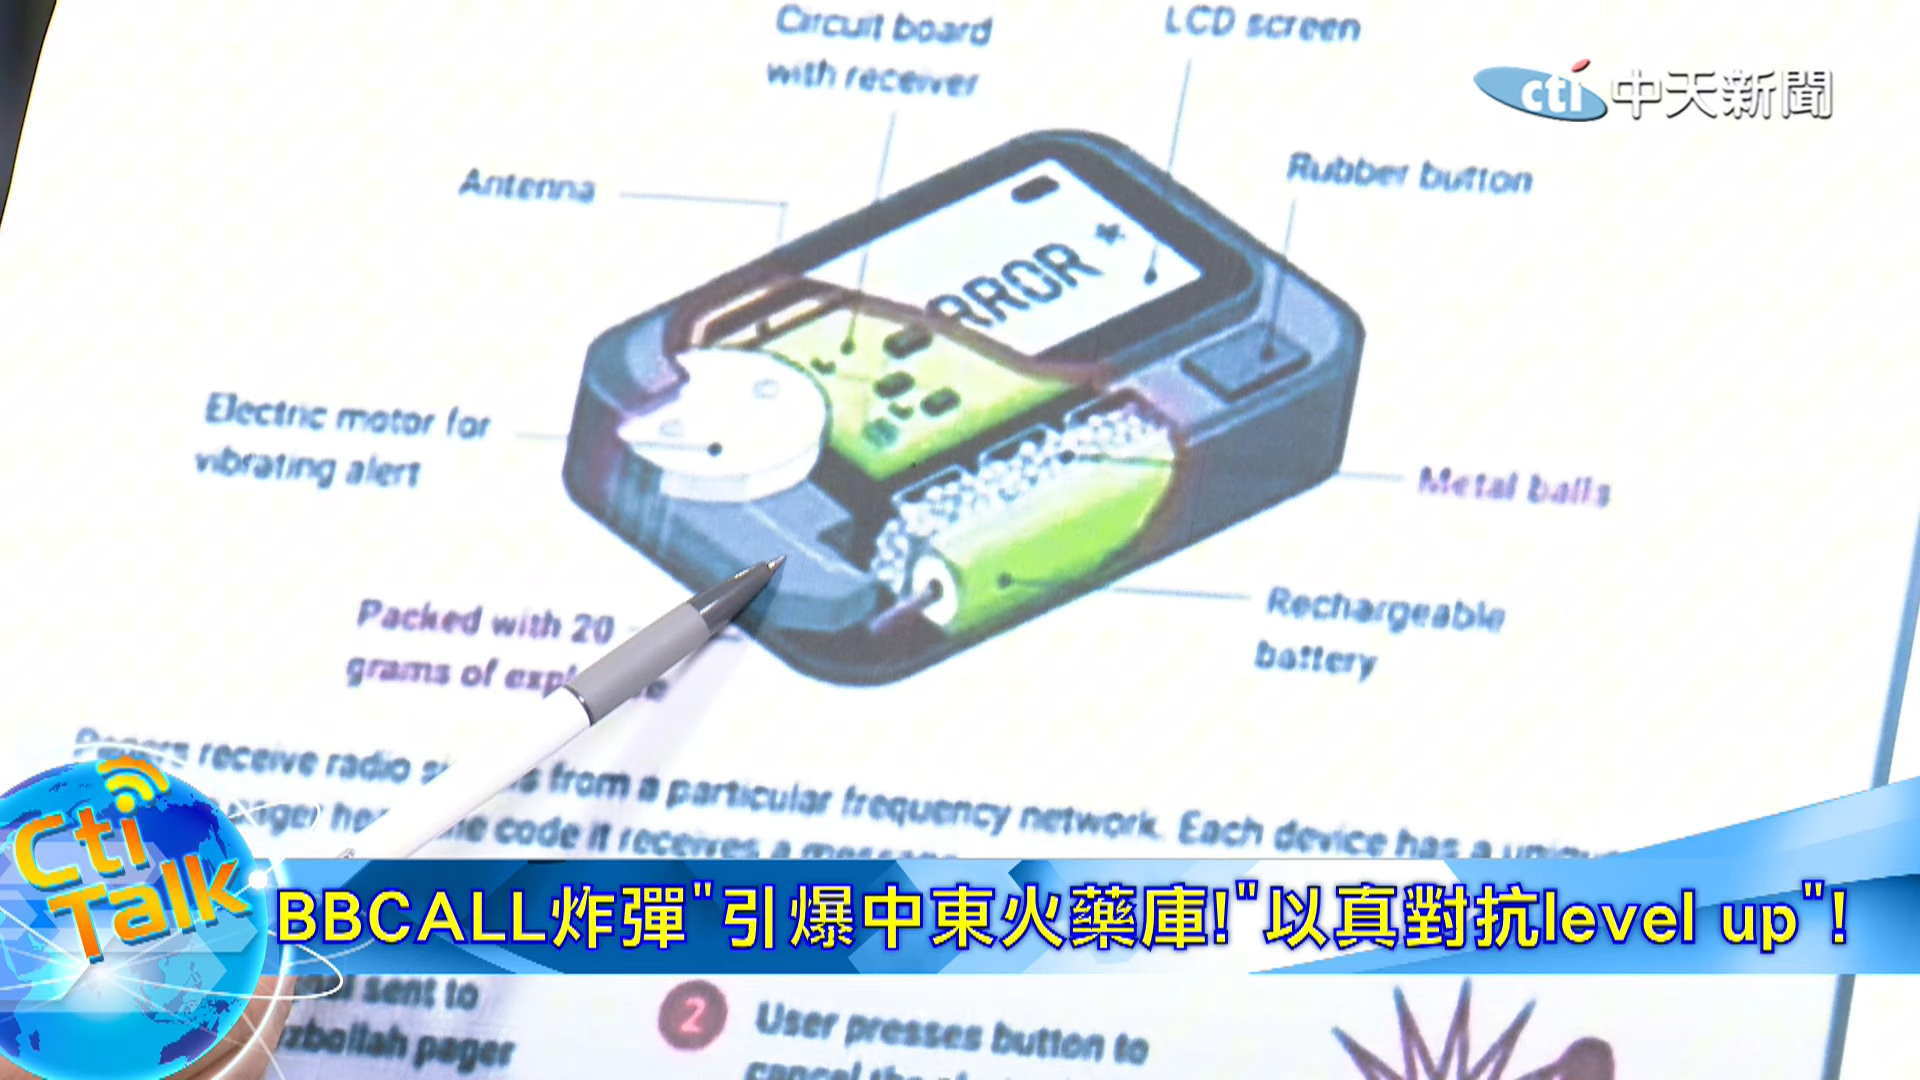 Circuit board
with receiver
LCD screen
cti 中天新聞
Antenna
Rubber button
RROR
Electric motor for
vibrating alert
Metal balls
Packed with 20
grams of
Rechargeable
battery
Pagers receive radio from a particular frequency network. Each device has a
code it receives a
Cti
Talk
BBCALL炸彈"引爆中東火藥庫!"以真對抗level up"!
sent to
pager
2
User presses button to
cancel